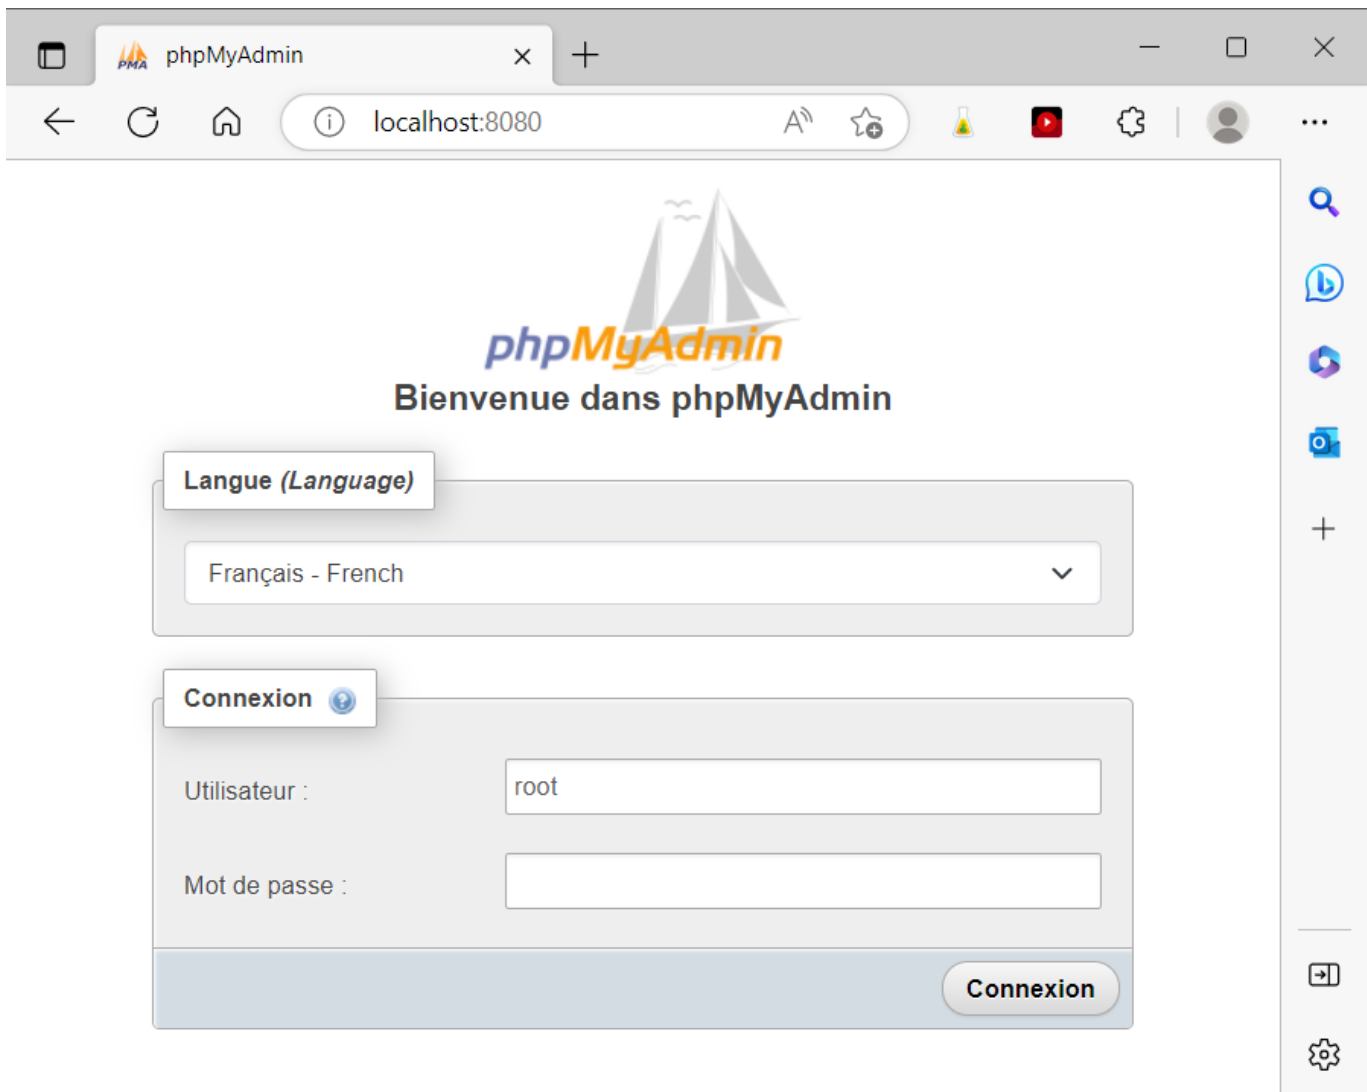 phpMyAdmin
localhost:8080
phpMyAdmin
Bienvenue dans phpMyAdmin
Langue (Language)
Français - French
Connexion
Utilisateur :
root
Mot de passe :
Connexion